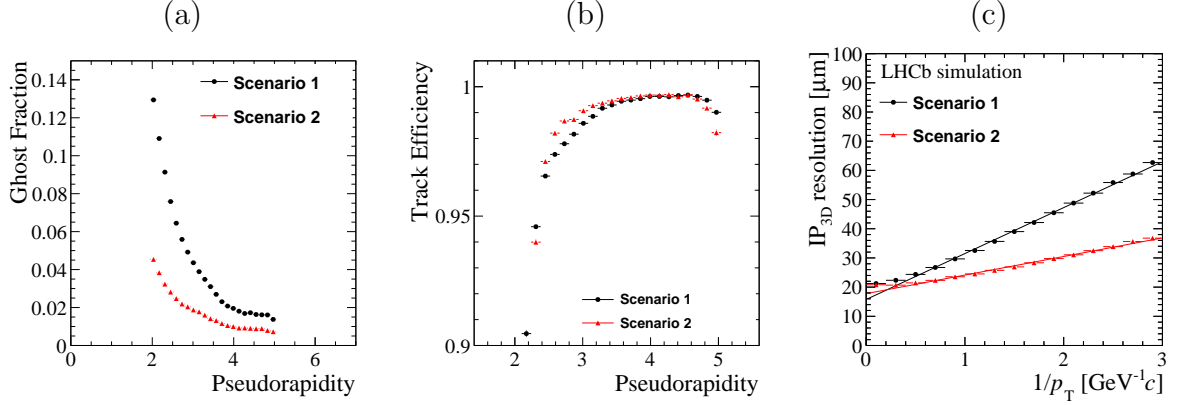 (a)
Ghost Fraction
0.14
0.12
0.1
0.08
0.06
0.04
0.02
0
0 2 4 6
Pseudorapidity
Scenario 1
Scenario 2
(b)
Track Efficiency
1
0.95
0.9
2 3 4 5
Pseudorapidity
Scenario 1
Scenario 2
(c)
IP3D resolution [µm]
100
90
80
70
60
50
40
30
20
10
0
0 1 2 3
1/pT [GeV-1c]
LHCb simulation
Scenario 1
Scenario 2